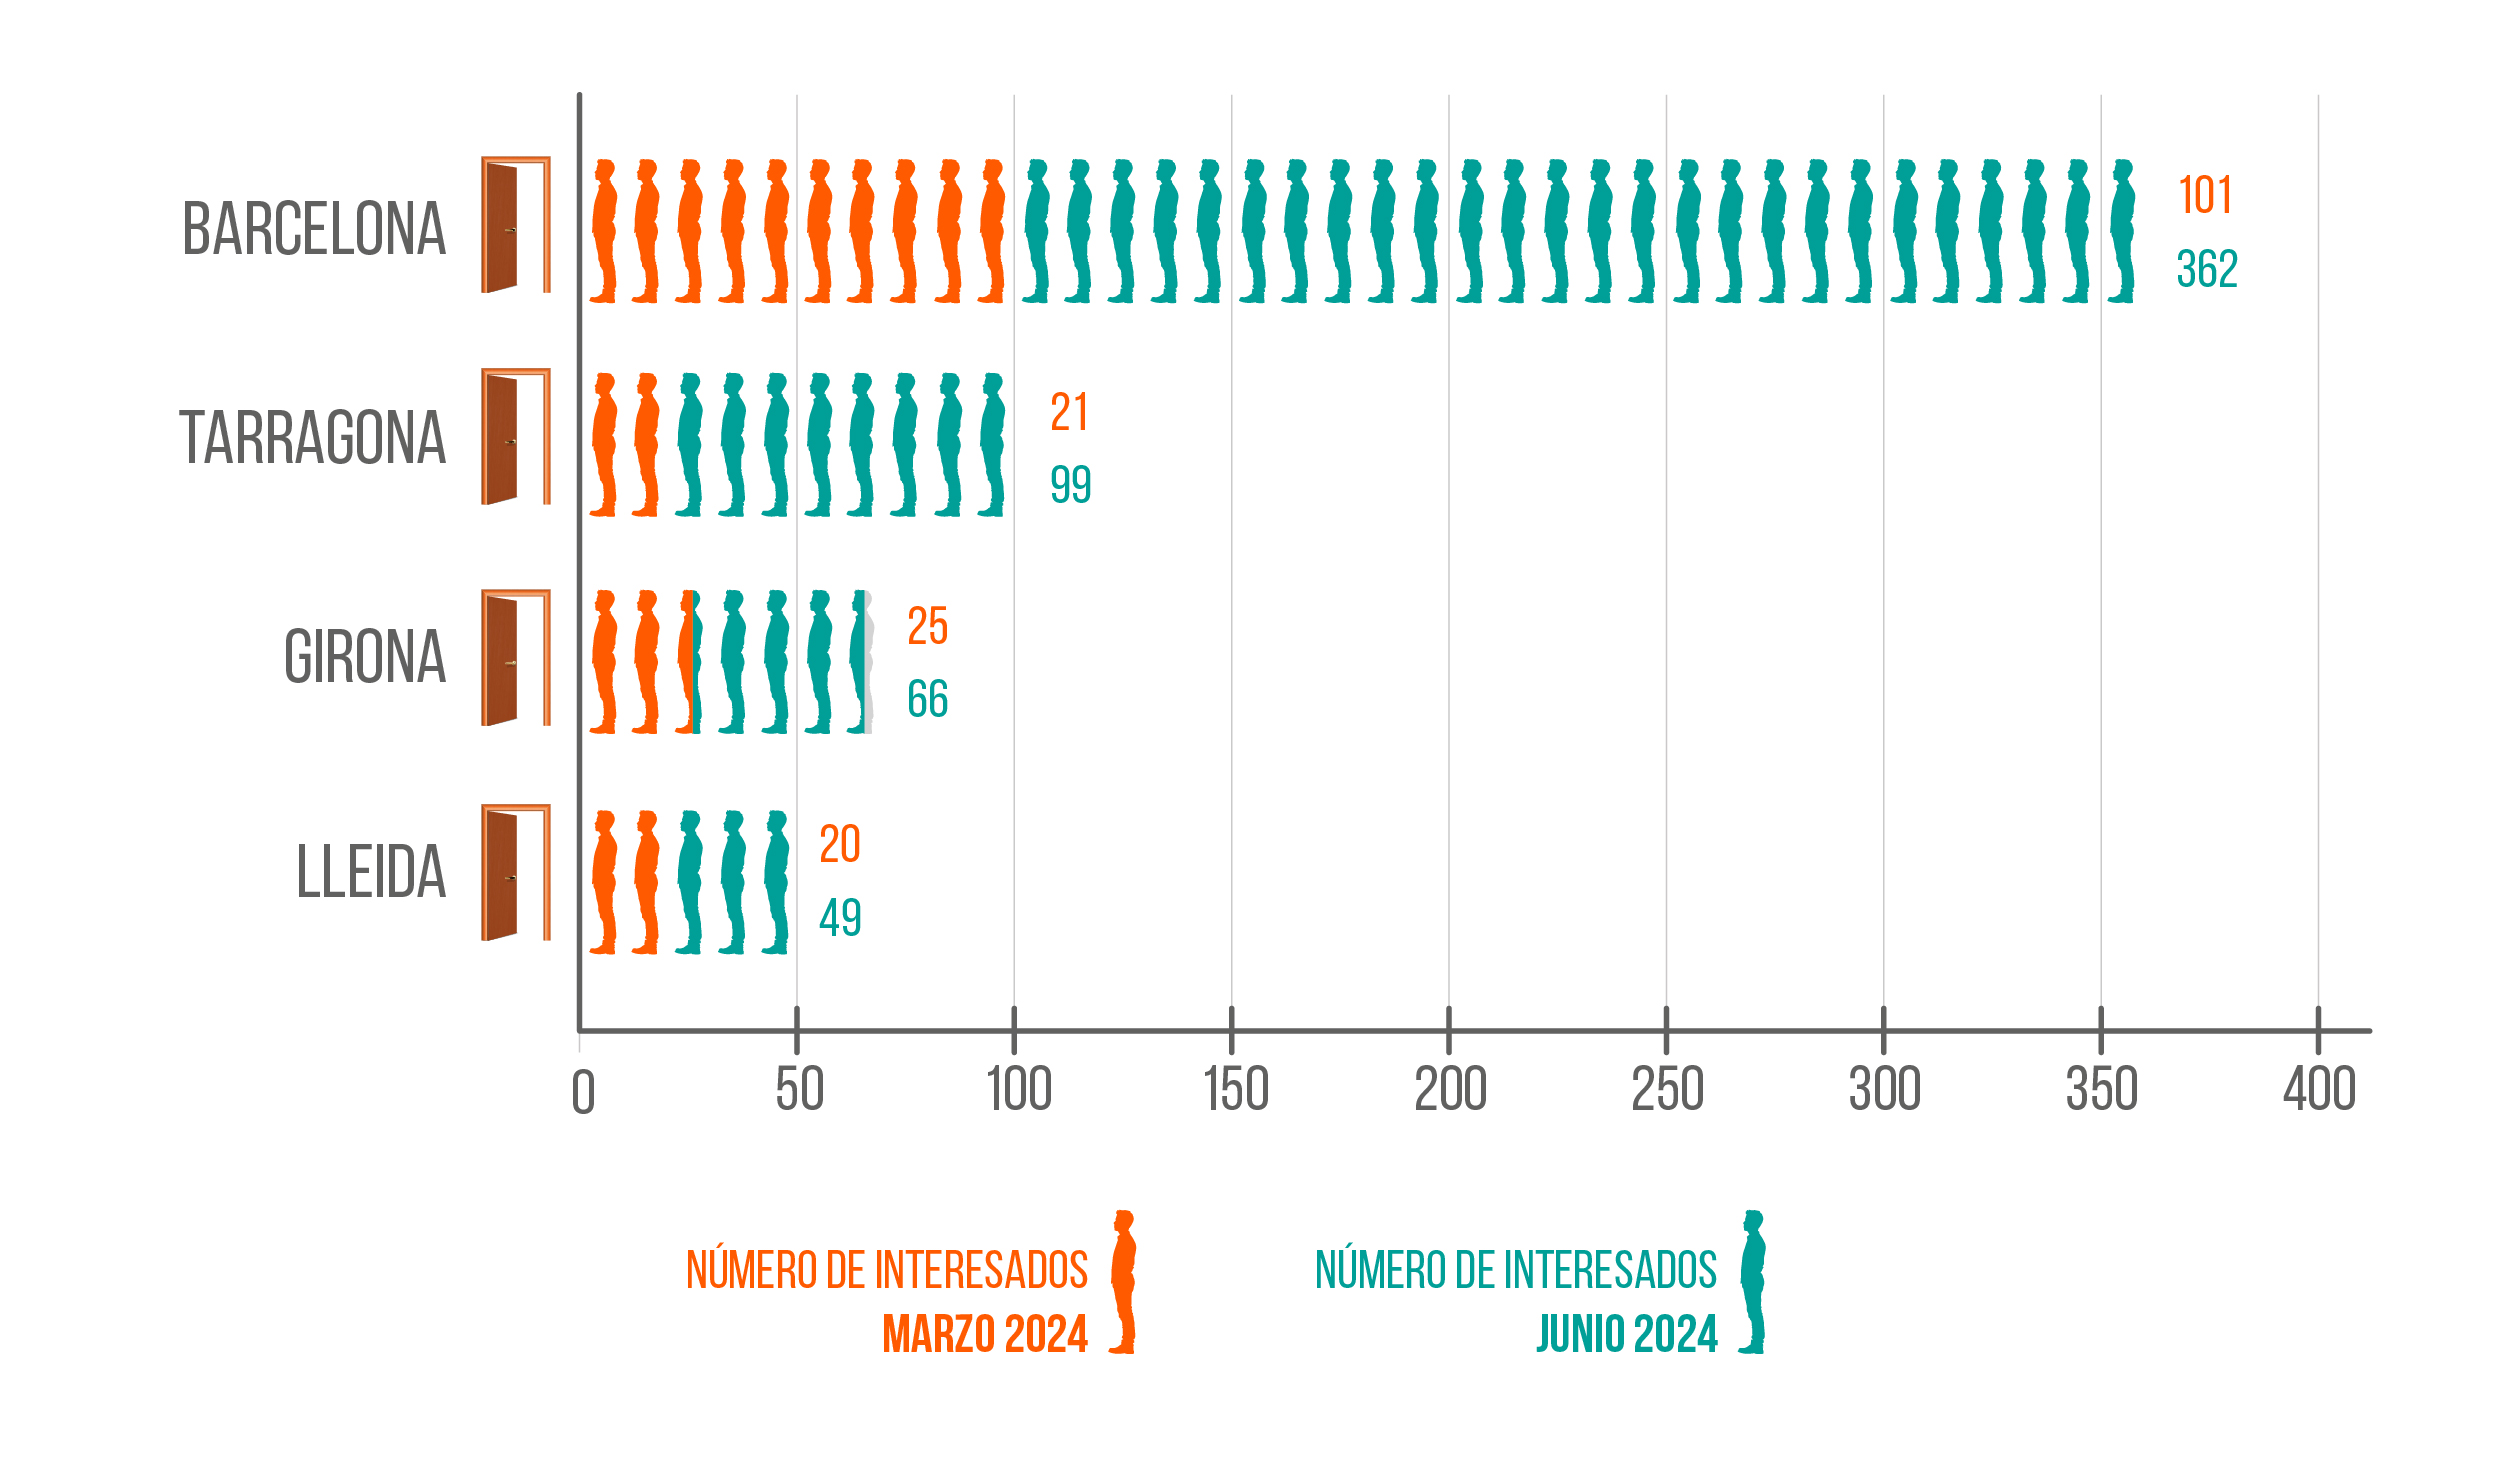 BARCELONA
101
362
TARRAGONA
21
99
GIRONA
25
66
LLEIDA
20
49
0 50 100 150 200 250 300 350 400
NÚMERO DE INTERESADOS
MARZO 2024
NÚMERO DE INTERESADOS
JUNIO 2024